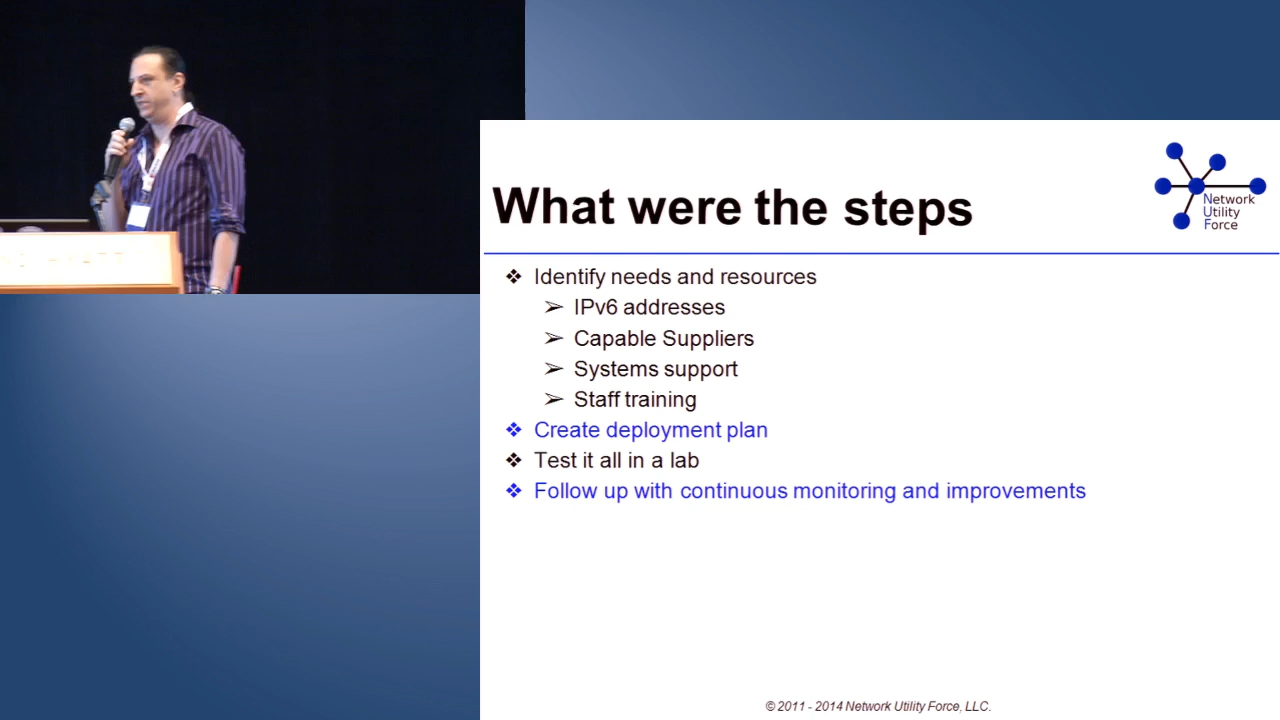 What were the steps
Network
Utility
Force
❖ Identify needs and resources
➢ IPv6 addresses
➢ Capable Suppliers
➢ Systems support
➢ Staff training
❖ Create deployment plan
❖ Test it all in a lab
❖ Follow up with continuous monitoring and improvements
© 2011 - 2014 Network Utility Force, LLC.